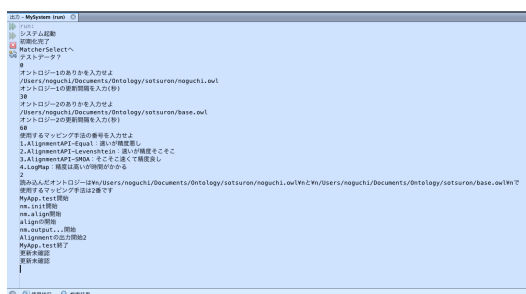 出力 - MySystem (run)
run:
システム起動
初期化完了
MatcherSelectへ
テストデータ？
0
オントロジー1のありかを入力せよ
/Users/noguchi/Documents/Ontology/sotsuron/noguchi.owl
オントロジー1の更新間隔を入力(秒)
30
オントロジー2のありかを入力せよ
/Users/noguchi/Documents/Ontology/sotsuron/base.owl
オントロジー2の更新間隔を入力(秒)
60
使用するマッピング手法の番号を入力せよ
1.AlignmentAPI-Equal：速いが精度悪し
2.AlignmentAPI-Levenshtein：速いが精度そこそこ
3.AlignmentAPI-SMOA：そこそこ速くて精度良し
4.LogMap：精度は高いが時間がかかる
2
読み込んだオントロジーは¥n/Users/noguchi/Documents/Ontology/sotsuron/noguchi.owl¥nと¥n/Users/noguchi/Documents/Ontology/sotsuron/base.owl¥nで
使用するマッピング手法は2番です
MyApp.test開始
nm.init開始
nm.align開始
alignの開始
nm.output...開始
Alignmentの出力開始2
MyApp.test終了
更新未確認
更新未確認